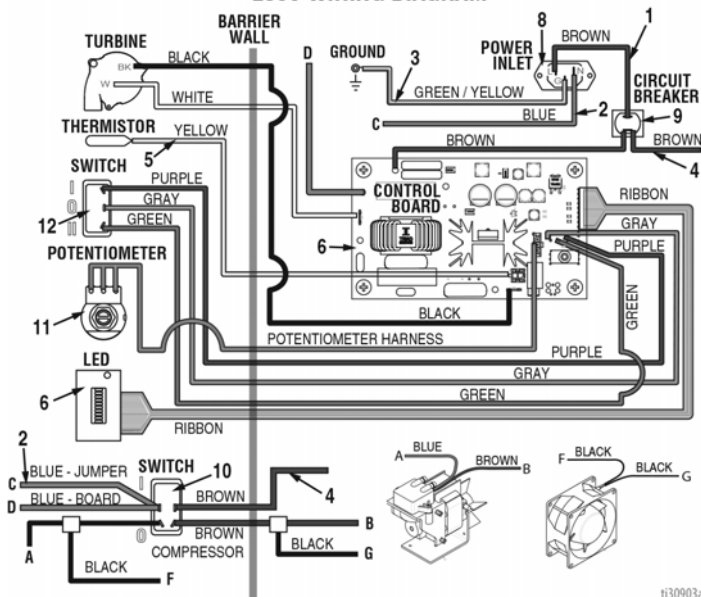 BARRIER
WALL
TURBINE
BK
W
BLACK
WHITE
THERMISTOR
YELLOW
5
SWITCH
I
O
II
12
PURPLE
GRAY
GREEN
POTENTIOMETER
11
D
GROUND
3
GREEN / YELLOW
C
BLUE
2
8
POWER
INLET
L
N
G
BROWN
1
CIRCUIT
BREAKER
9
BROWN
BROWN
4
CONTROL
BOARD
6
RIBBON
GRAY
PURPLE
GREEN
BLACK
POTENTIOMETER HARNESS
PURPLE
GRAY
GREEN
LED
6
RIBBON
2
C
BLUE - JUMPER
D
BLUE - BOARD
SWITCH
I
O
10
BROWN
4
BROWN
B
COMPRESSOR
A
BLACK
F
BLACK
G
A
BLUE
BROWN
B
F
BLACK
BLACK
G
ti30903a